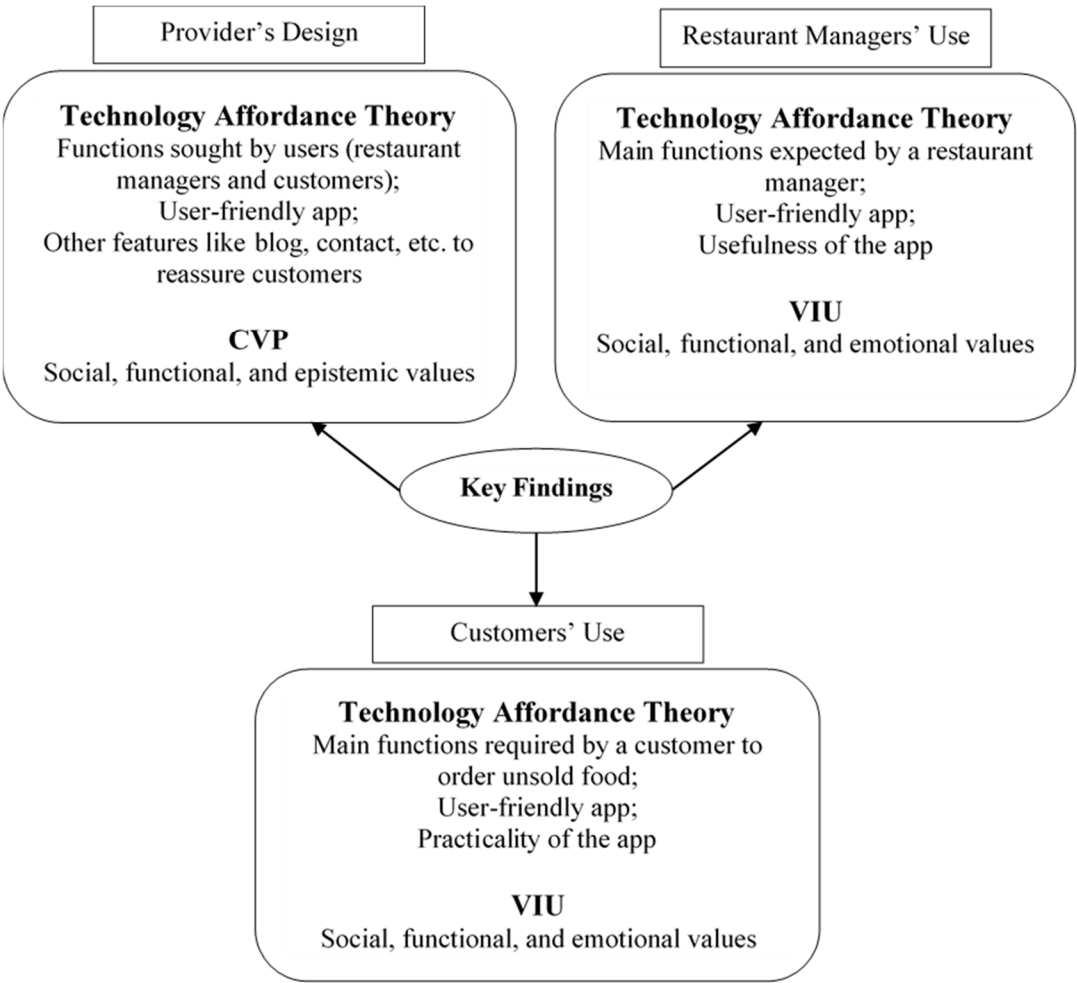 Provider’s Design
Technology Affordance Theory
Functions sought by users (restaurant
managers and customers);
User-friendly app;
Other features like blog, contact, etc. to
reassure customers
CVP
Social, functional, and epistemic values
Restaurant Managers’ Use
Technology Affordance Theory
Main functions expected by a restaurant
manager;
User-friendly app;
Usefulness of the app
VIU
Social, functional, and emotional values
Key Findings
Customers’ Use
Technology Affordance Theory
Main functions required by a customer to
order unsold food;
User-friendly app;
Practicality of the app
VIU
Social, functional, and emotional values